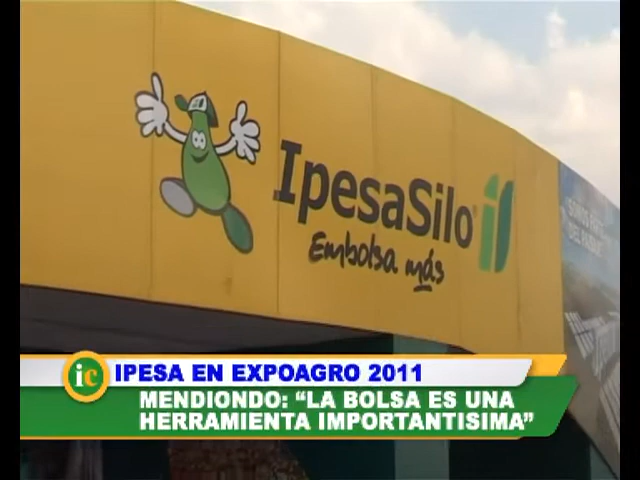 IpesaSilo
Embolsa más
ic
IPESA EN EXPOAGRO 2011
MENDIONDO: “LA BOLSA ES UNA
HERRAMIENTA IMPORTANTISIMA”